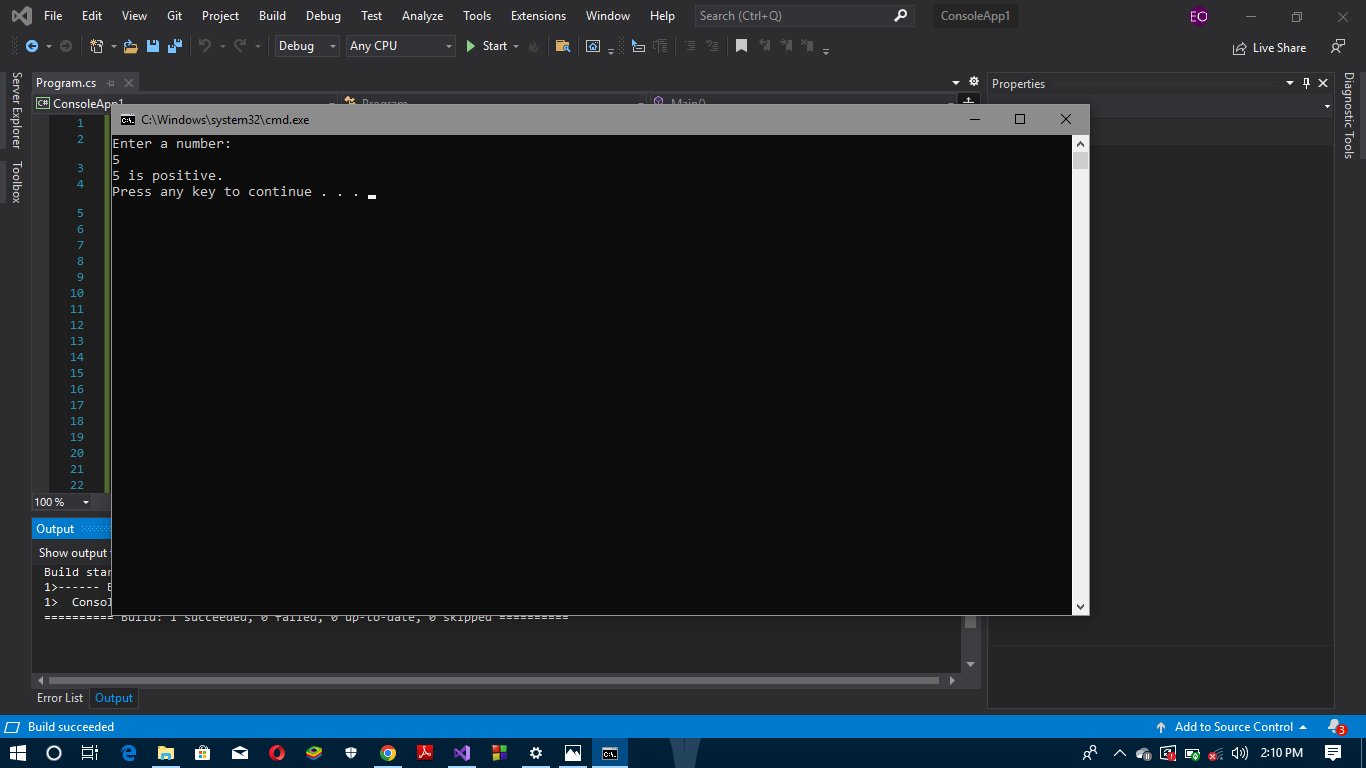 File Edit View Git Project Build Debug Test Analyze Tools Extensions Window Help Search (Ctrl+Q) ConsoleApp1 EO
Debug Any CPU Start Live Share
Server Explorer
Toolbox
Program.cs
C# ConsoleApp1 Program Main()
C:\Windows\system32\cmd.exe
Enter a number:
5
5 is positive.
Press any key to continue . . .
1
2
3
4
5
6
7
8
9
10
11
12
13
14
15
16
17
18
19
20
21
22
100 %
Properties
Diagnostic Tools
Output
Show output
Build star
1>------
1> Consol
========== Build: 1 succeeded, 0 failed, 0 up-to-date, 0 skipped ==========
Error List Output
Build succeeded Add to Source Control 3
2:10 PM